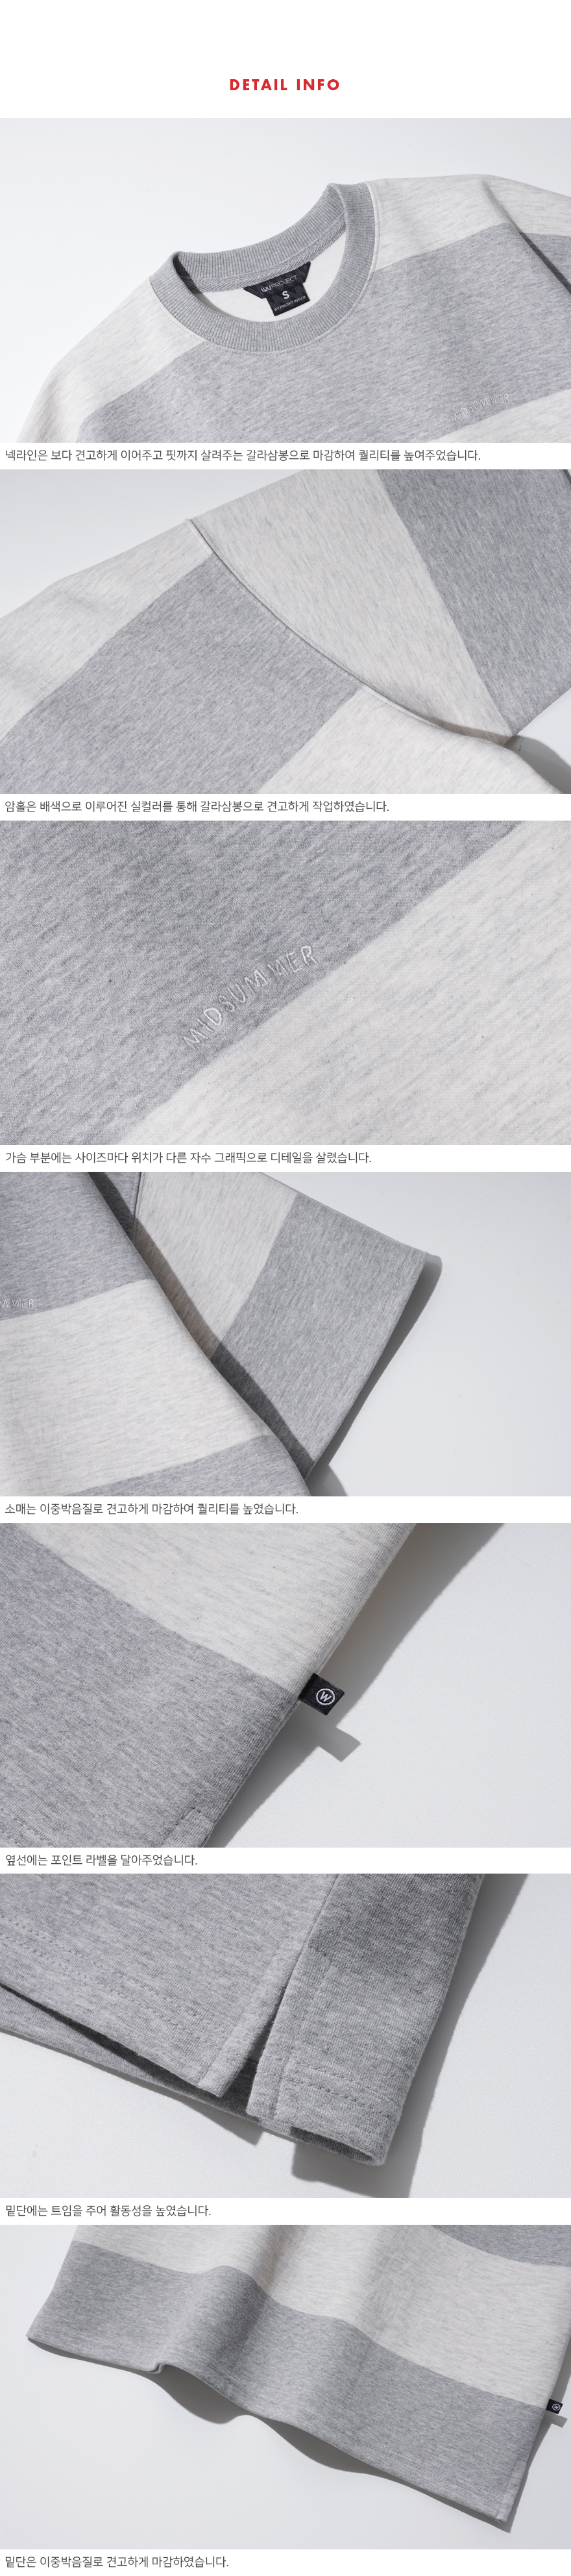 DETAIL INFO
WVPROJECT
S
MIDSUMMER
넥라인은 보다 견고하게 이어주고 핏까지 살려주는 갈라삼봉으로 마감하여 퀄리티를 높여주었습니다.
암홀은 배색으로 이루어진 실컬러를 통해 갈라삼봉으로 견고하게 작업하였습니다.
MIDSUMMER
가슴 부분에는 사이즈마다 위치가 다른 자수 그래픽으로 디테일을 살렸습니다.
소매는 이중박음질로 견고하게 마감하여 퀄리티를 높였습니다.
W
옆선에는 포인트 라벨을 달아주었습니다.
밑단에는 트임을 주어 활동성을 높였습니다.
밑단은 이중박음질로 견고하게 마감하였습니다.